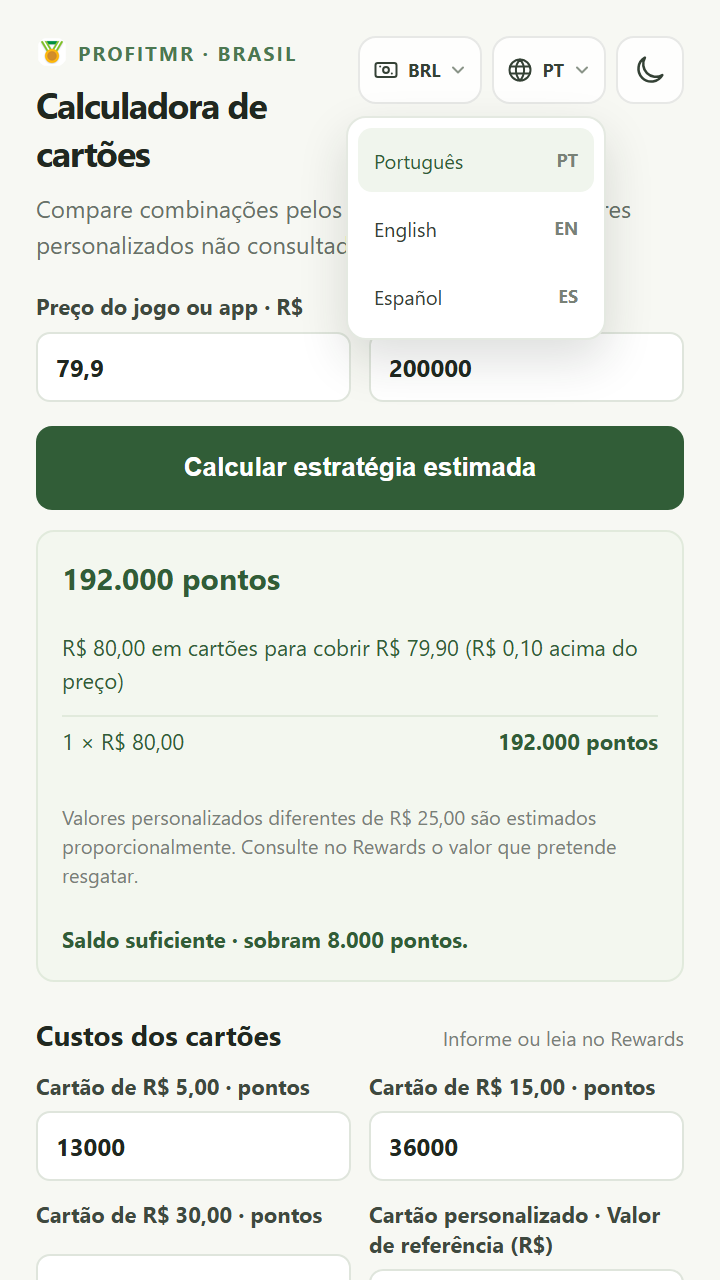 PROFITMR · BRASIL
BRL
PT
Calculadora de
cartões
Português PT
English EN
Español ES
Compare combinações pelos
personalizados não
Preço do jogo ou app · R$
79,9
200000
Calcular estratégia estimada
192.000 pontos
R$ 80,00 em cartões para cobrir R$ 79,90 (R$ 0,10 acima do
preço)
1 × R$ 80,00 192.000 pontos
Valores personalizados diferentes de R$ 25,00 são estimados
proporcionalmente. Consulte no Rewards o valor que pretende
resgatar.
Saldo suficiente · sobram 8.000 pontos.
Custos dos cartões
Informe ou leia no Rewards
Cartão de R$ 5,00 · pontos
13000
Cartão de R$ 15,00 · pontos
36000
Cartão de R$ 30,00 · pontos
Cartão personalizado · Valor
de referência (R$)